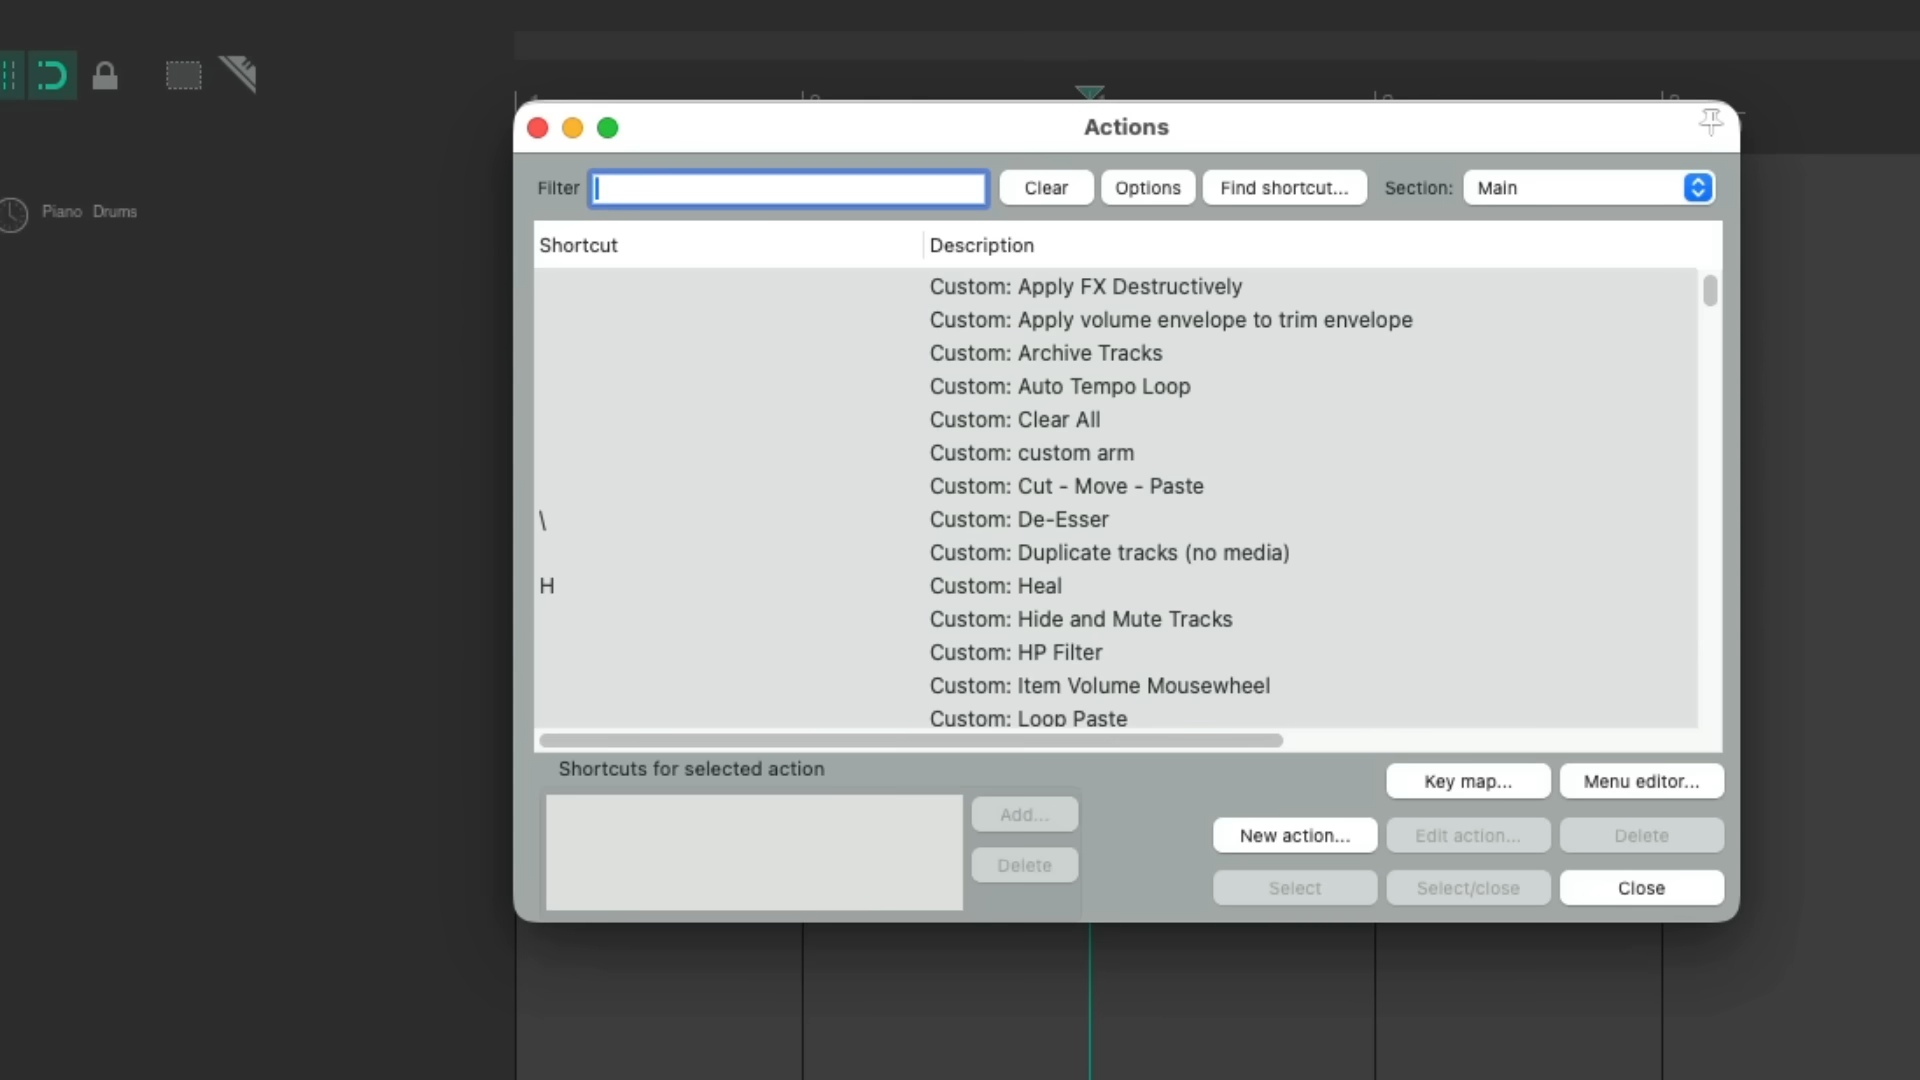 Actions
Filter Clear Options Find shortcut... Section: Main
Shortcut Description
Custom: Apply FX Destructively
Custom: Apply volume envelope to trim envelope
Custom: Archive Tracks
Custom: Auto Tempo Loop
Custom: Clear All
Custom: custom arm
Custom: Cut - Move - Paste
\ Custom: De-Esser
Custom: Duplicate tracks (no media)
H Custom: Heal
Custom: Hide and Mute Tracks
Custom: HP Filter
Custom: Item Volume Mousewheel
Custom: Loop Paste
Shortcuts for selected action
Key map... Menu editor...
Add...
New action... Edit action... Delete
Delete
Select Select/close Close
Piano Drums